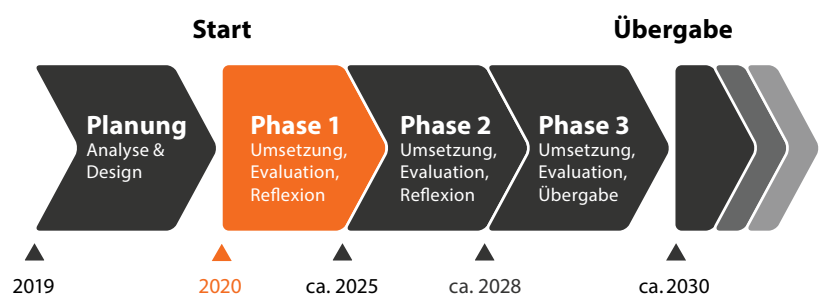 Start
Übergabe
Planung
Analyse &
Design
Phase 1
Umsetzung,
Evaluation,
Reflexion
Phase 2
Umsetzung,
Evaluation,
Reflexion
Phase 3
Umsetzung,
Evaluation,
Übergabe
2019
2020
ca. 2025
ca. 2028
ca. 2030